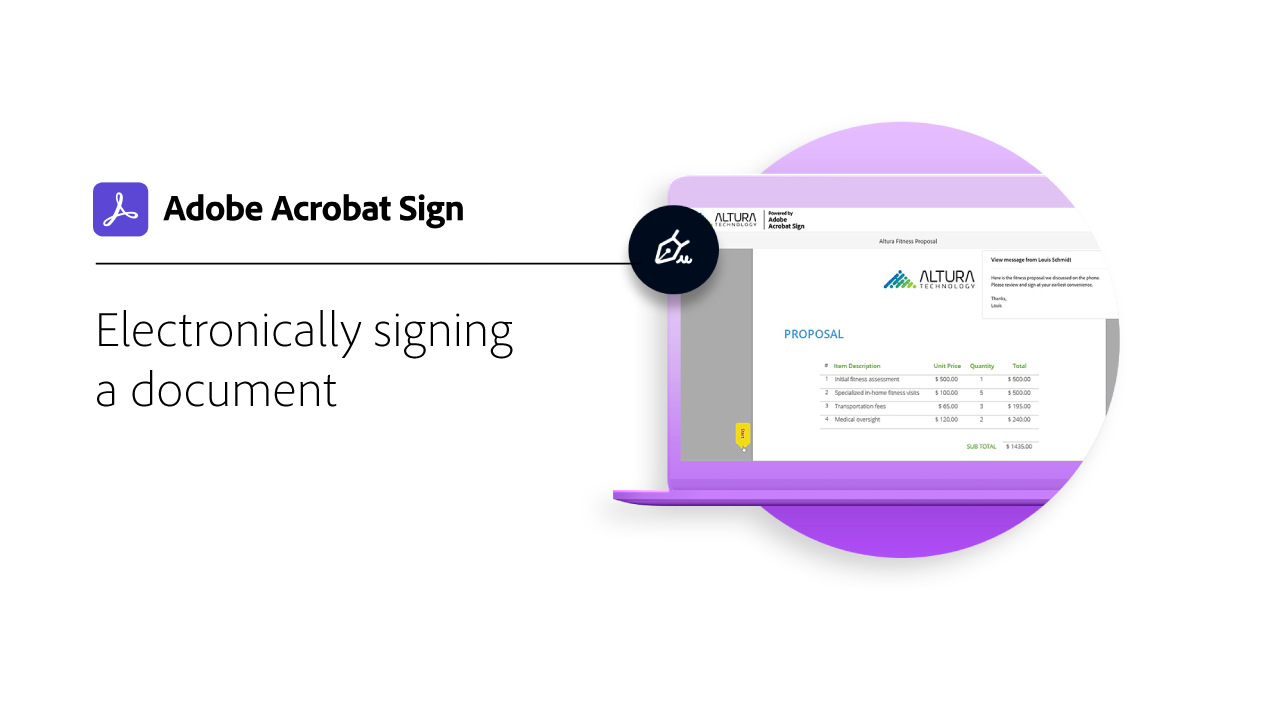 Adobe Acrobat Sign
Electronically signing
a document
ALTURA
TECHNOLOGY
Powered by
Adobe
Acrobat Sign
Altura Fitness Proposal
View message from Louis Schmidt
Here is the fitness proposal we discussed on the phone.
Please review and sign at your earliest convenience.
Thanks,
Louis
ALTURA
TECHNOLOGY
PROPOSAL
# Item Description Unit Price Quantity Total
1 Initial fitness assessment $ 500.00 1 $ 500.00
2 Specialized in-home fitness visits $ 100.00 5 $ 500.00
3 Transportation fees $ 65.00 3 $ 195.00
4 Medical oversight $ 120.00 2 $ 240.00
SUB TOTAL $ 1435.00
Start